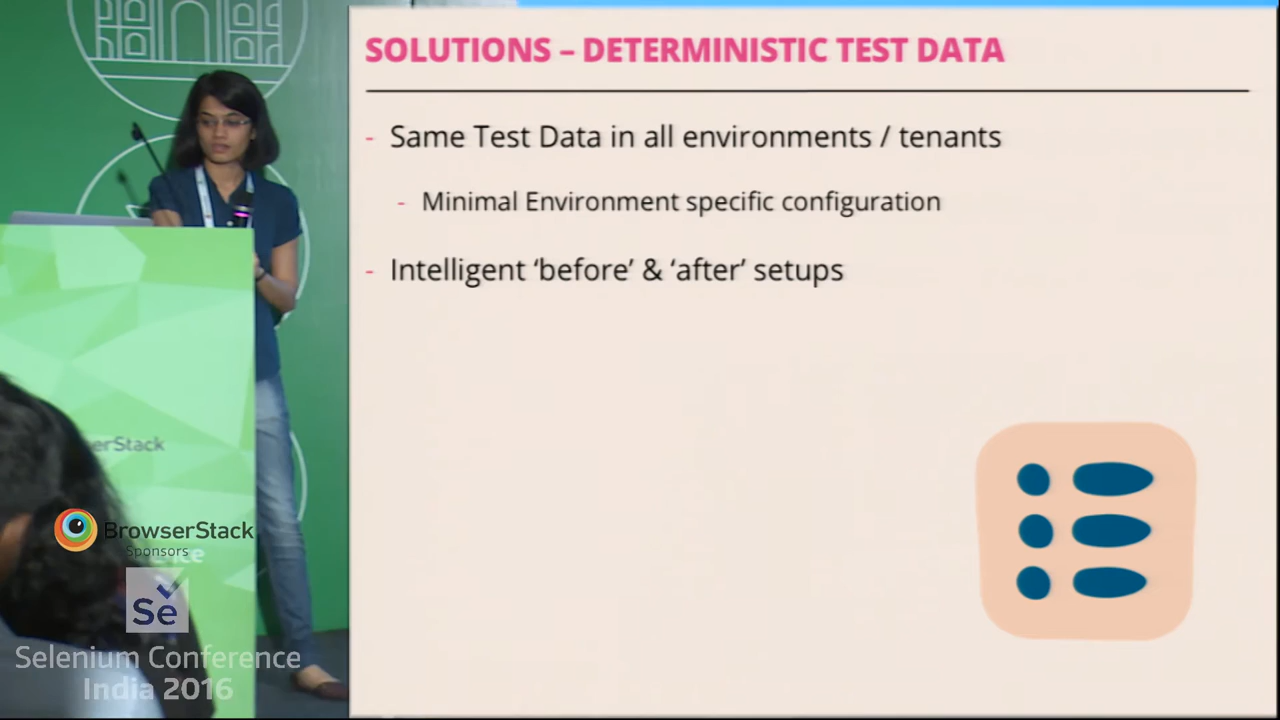 SOLUTIONS – DETERMINISTIC TEST DATA
- Same Test Data in all environments / tenants
- Minimal Environment specific configuration
- Intelligent ‘before’ & ‘after’ setups
BrowserStack
Sponsors
Se
Selenium Conference
India 2016